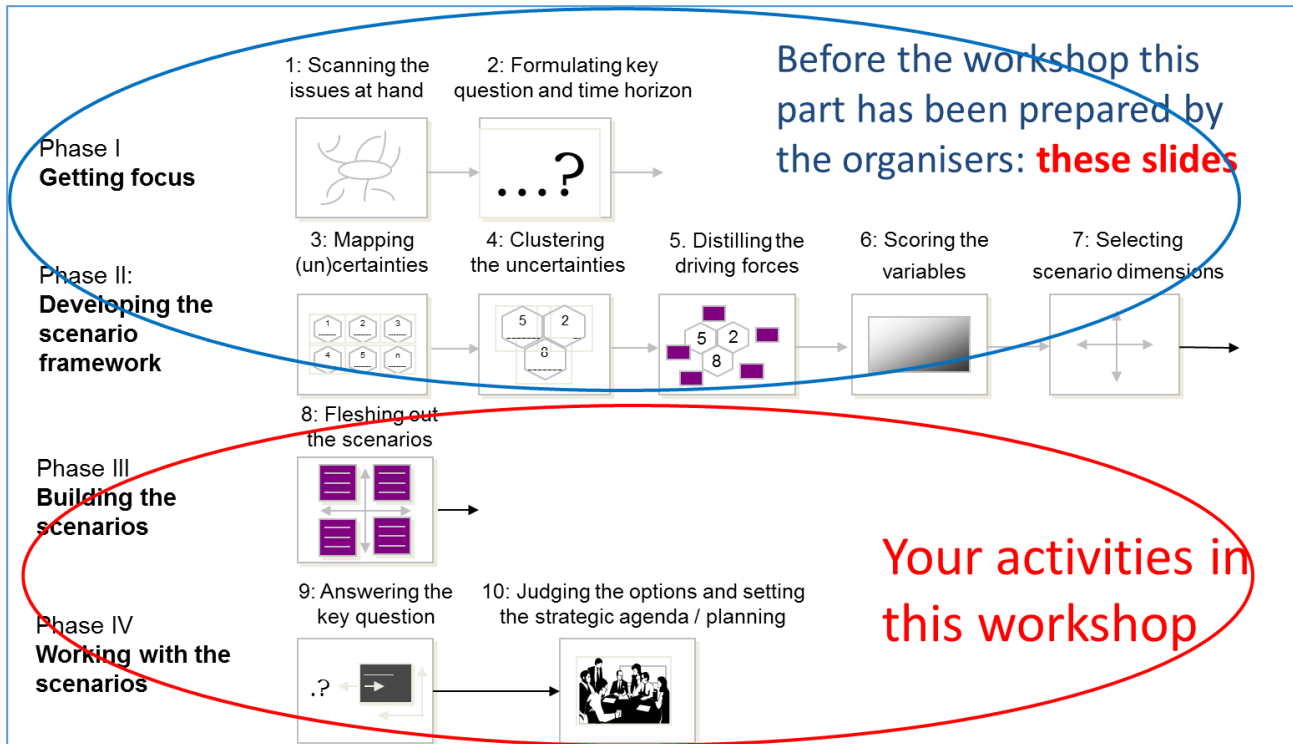 Before the workshop this
part has been prepared by
the organisers: these slides
1: Scanning the
issues at hand
2: Formulating key
question and time horizon
Phase I
Getting focus
...?
3: Mapping
(un)certainties
4: Clustering
the uncertainties
5. Distilling the
driving forces
6: Scoring the
variables
7: Selecting
scenario dimensions
Phase II:
Developing the
scenario
framework
1 2 3
4 5 n
5 2
8
5 2
8
8: Fleshing out
the scenarios
Phase III
Building the
scenarios
Your activities in
this workshop
9: Answering the
key question
10: Judging the options and setting
the strategic agenda / planning
Phase IV
Working with the
scenarios
.?